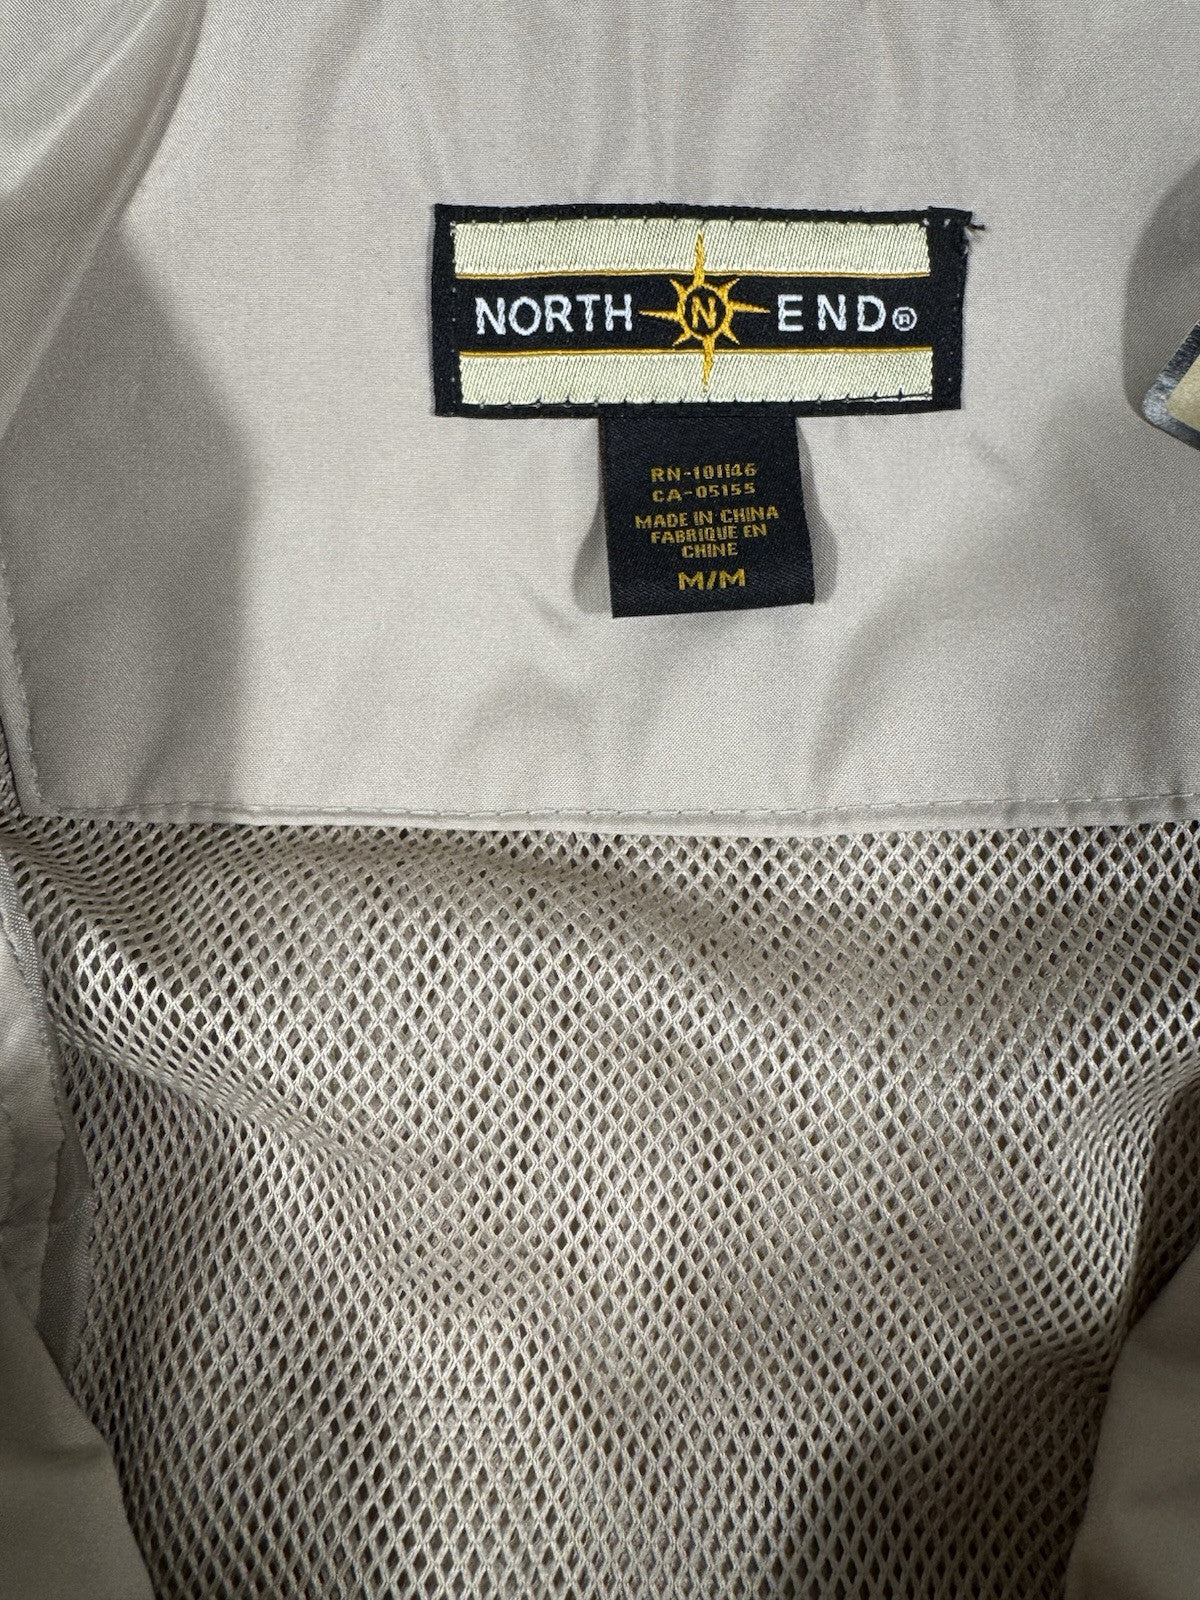 NORTH N END®
RN-101146
CA-05155
MADE IN CHINA
FABRIQUE EN
CHINE
M/M